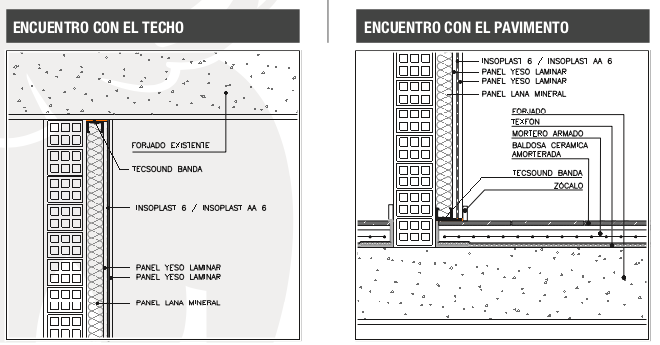 ENCUENTRO CON EL TECHO
FORJADO EXISTENTE
TECSOUND BANDA
INSOPLAST 6 / INSOPLAST AA 6
PANEL YESO LAMINAR
PANEL YESO LAMINAR
PANEL LANA MINERAL
ENCUENTRO CON EL PAVIMENTO
INSOPLAST 6 / INSOPLAST AA 6
PANEL YESO LAMINAR
PANEL YESO LAMINAR
PANEL LANA MINERAL
FORJADO
TEXFON
MORTERO ARMADO
BALDOSA CERAMICA
AMORTERADA
TECSOUND BANDA
ZÓCALO